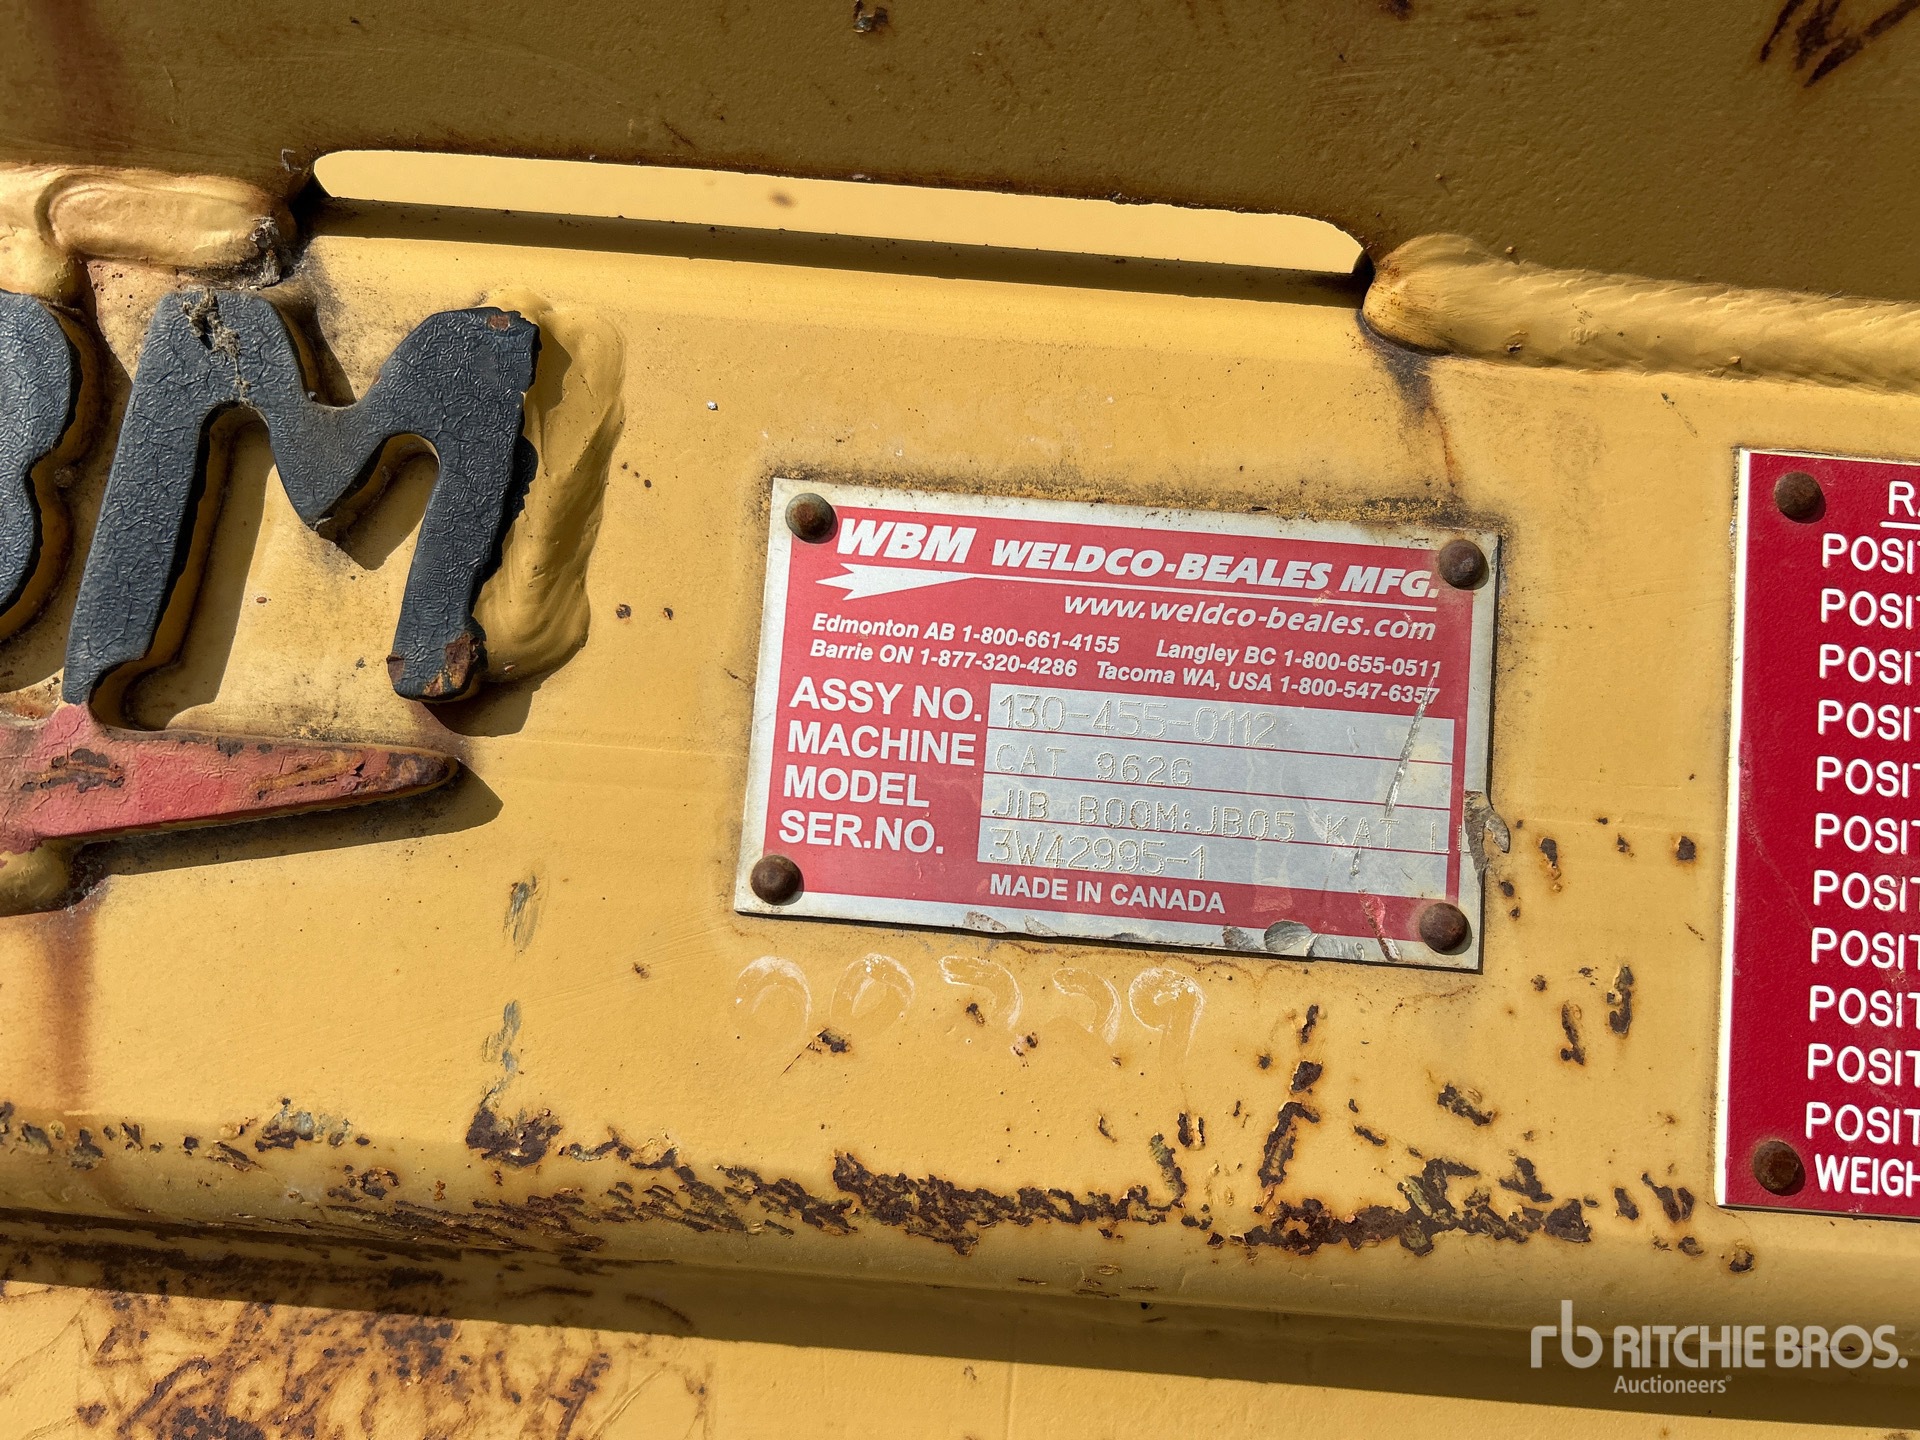 BM
WBM WELDCO-BEALES MFG.
www.weldco-beales.com
Edmonton AB 1-800-661-4155 Langley BC 1-800-655-0511
Barrie ON 1-877-320-4286 Tacoma WA, USA 1-800-547-6357
ASSY NO. 130-455-0112
MACHINE CAT 962G
MODEL JIB BOOM:JB05 KAT L
SER.NO. 3W42995-1
MADE IN CANADA
POSIT
POSIT
POSIT
POSIT
POSIT
POSIT
POSIT
POSIT
POSIT
POSIT
POSIT
WEIGH
rb RITCHIE BROS.
Auctioneers